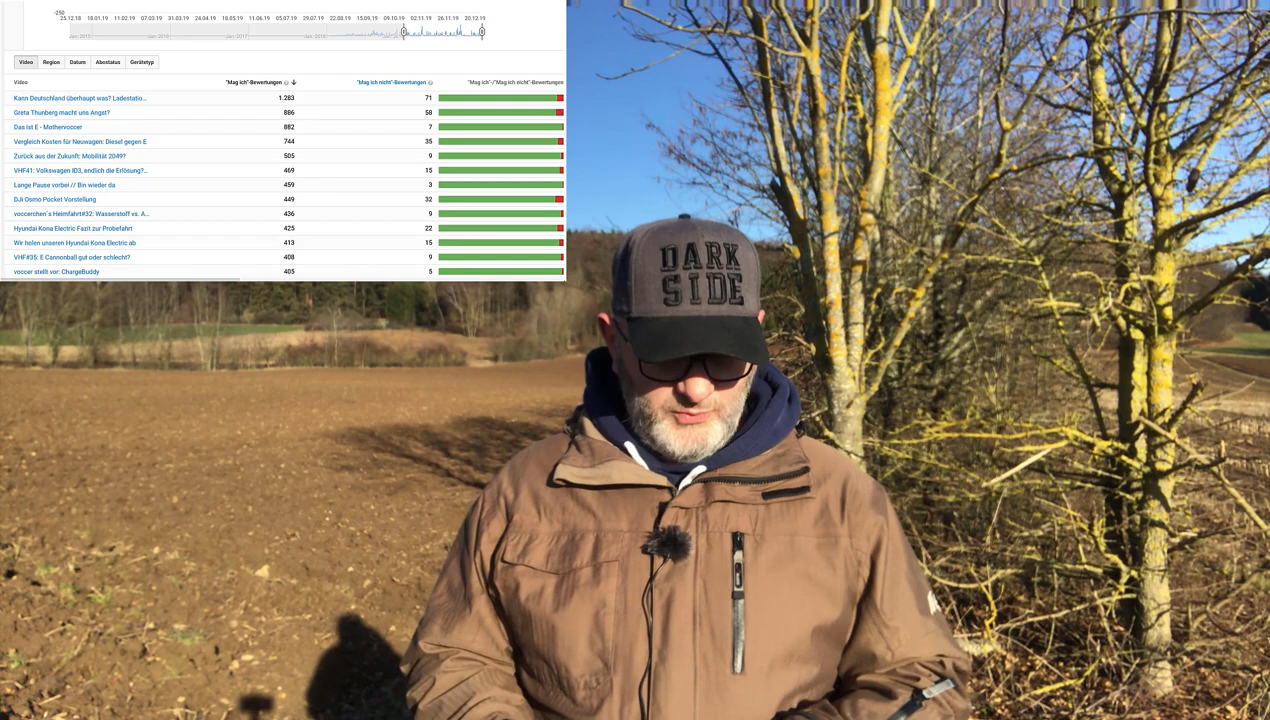 -250
25.12.18 18.01.19 11.02.19 07.03.19 31.03.19 24.04.19 18.05.19 11.06.19 05.07.19 29.07.19 22.08.19 15.09.19 09.10.19 02.11.19 26.11.19 20.12.19
Jan. 2015 Jan. 2016 Jan. 2017 Jan. 2018
Video Region Datum Abostatus Gerätetyp
Video "Mag ich"-Bewertungen "Mag ich nicht"-Bewertungen "Mag ich"-/"Mag ich nicht"-Bewertungen
Kann Deutschland überhaupt was? Ladestatio... 1.283 71
Greta Thunberg macht uns Angst? 886 58
Das ist E - Mothervoccer 882 7
Vergleich Kosten für Neuwagen: Diesel gegen E 744 35
Zurück aus der Zukunft: Mobilität 2049? 505 9
VHF41: Volkswagen ID3, endlich die Erlösung?... 469 15
Lange Pause vorbei // Bin wieder da 459 3
DJi Osmo Pocket Vorstellung 449 32
voccerchen´s Heimfahrt#32: Wasserstoff vs. A... 436 9
Hyundai Kona Electric Fazit zur Probefahrt 425 22
Wir holen unseren Hyundai Kona Electric ab 413 15
VHF#35: E Cannonball gut oder schlecht? 408 9
voccer stellt vor: ChargeBuddy 405 5
DARK
SIDE